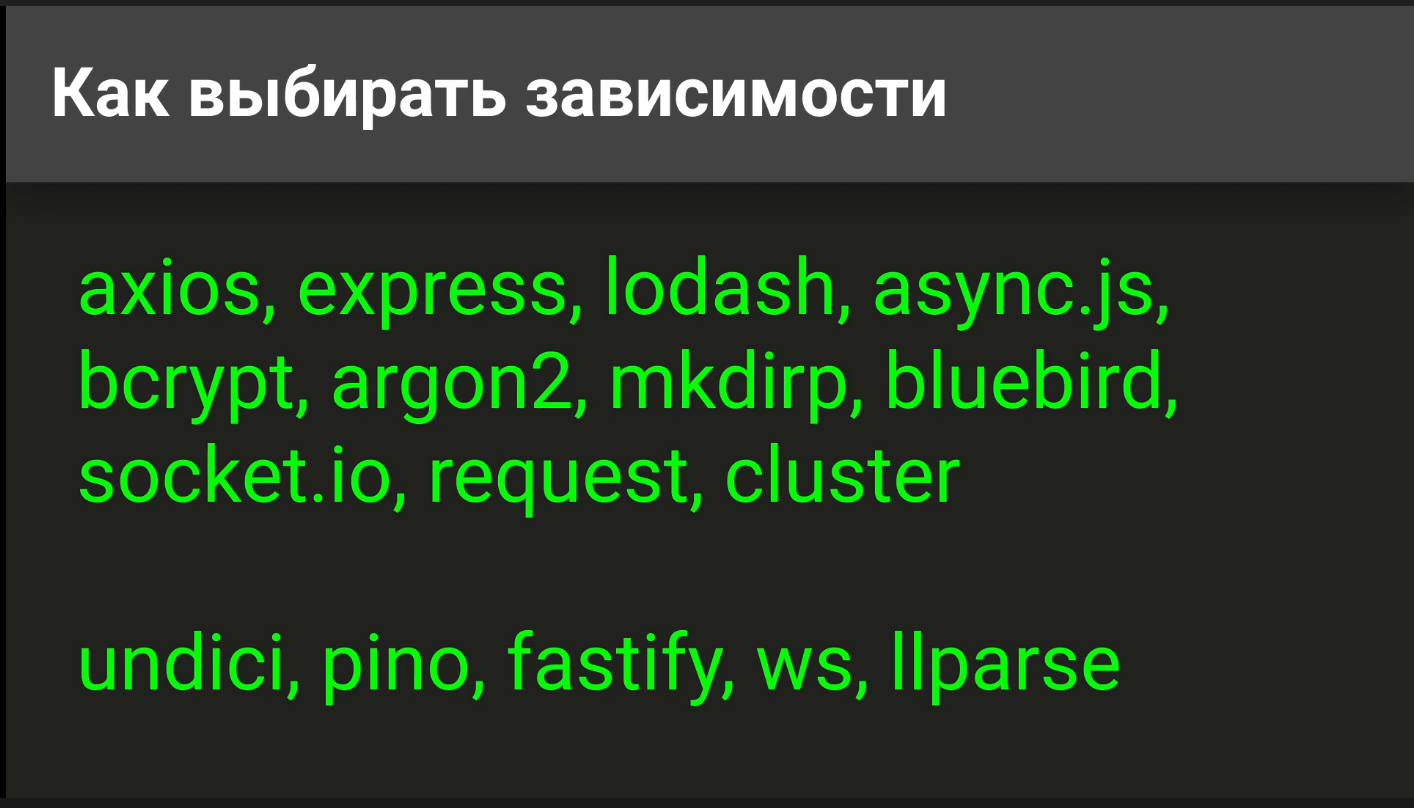 Как выбирать зависимости
axios, express, lodash, async.js,
bcrypt, argon2, mkdirp, bluebird,
socket.io, request, cluster
undici, pino, fastify, ws, llparse